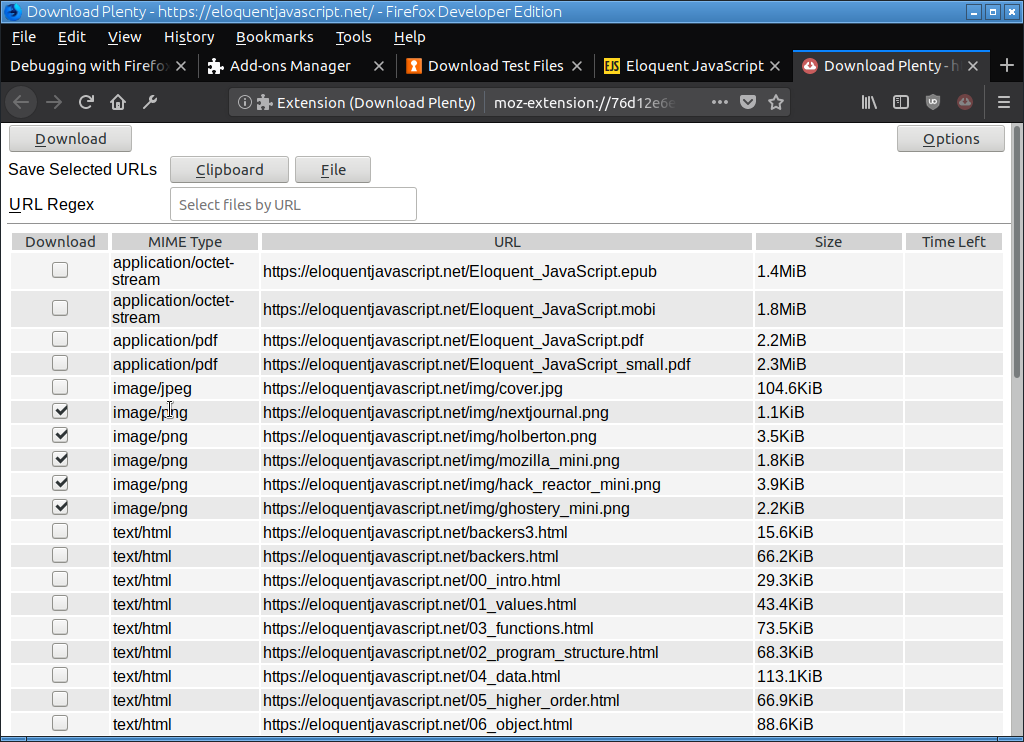 Download Plenty - https://eloquentjavascript.net/ - Firefox Developer Edition
File Edit View History Bookmarks Tools Help
Debugging with Firefo Add-ons Manager Download Test Files EJS Eloquent JavaScript Download Plenty - h
Extension (Download Plenty) moz-extension://76d12e6e
Download Options
Save Selected URLs Clipboard File
URL Regex Select files by URL
Download MIME Type URL Size Time Left
application/octet-
stream https://eloquentjavascript.net/Eloquent_JavaScript.epub 1.4MiB
application/octet-
stream https://eloquentjavascript.net/Eloquent_JavaScript.mobi 1.8MiB
application/pdf https://eloquentjavascript.net/Eloquent_JavaScript.pdf 2.2MiB
application/pdf https://eloquentjavascript.net/Eloquent_JavaScript_small.pdf 2.3MiB
image/jpeg https://eloquentjavascript.net/img/cover.jpg 104.6KiB
image/png https://eloquentjavascript.net/img/nextjournal.png 1.1KiB
image/png https://eloquentjavascript.net/img/holberton.png 3.5KiB
image/png https://eloquentjavascript.net/img/mozilla_mini.png 1.8KiB
image/png https://eloquentjavascript.net/img/hack_reactor_mini.png 3.9KiB
image/png https://eloquentjavascript.net/img/ghostery_mini.png 2.2KiB
text/html https://eloquentjavascript.net/backers3.html 15.6KiB
text/html https://eloquentjavascript.net/backers.html 66.2KiB
text/html https://eloquentjavascript.net/00_intro.html 29.3KiB
text/html https://eloquentjavascript.net/01_values.html 43.4KiB
text/html https://eloquentjavascript.net/03_functions.html 73.5KiB
text/html https://eloquentjavascript.net/02_program_structure.html 68.3KiB
text/html https://eloquentjavascript.net/04_data.html 113.1KiB
text/html https://eloquentjavascript.net/05_higher_order.html 66.9KiB
text/html https://eloquentjavascript.net/06_object.html 88.6KiB